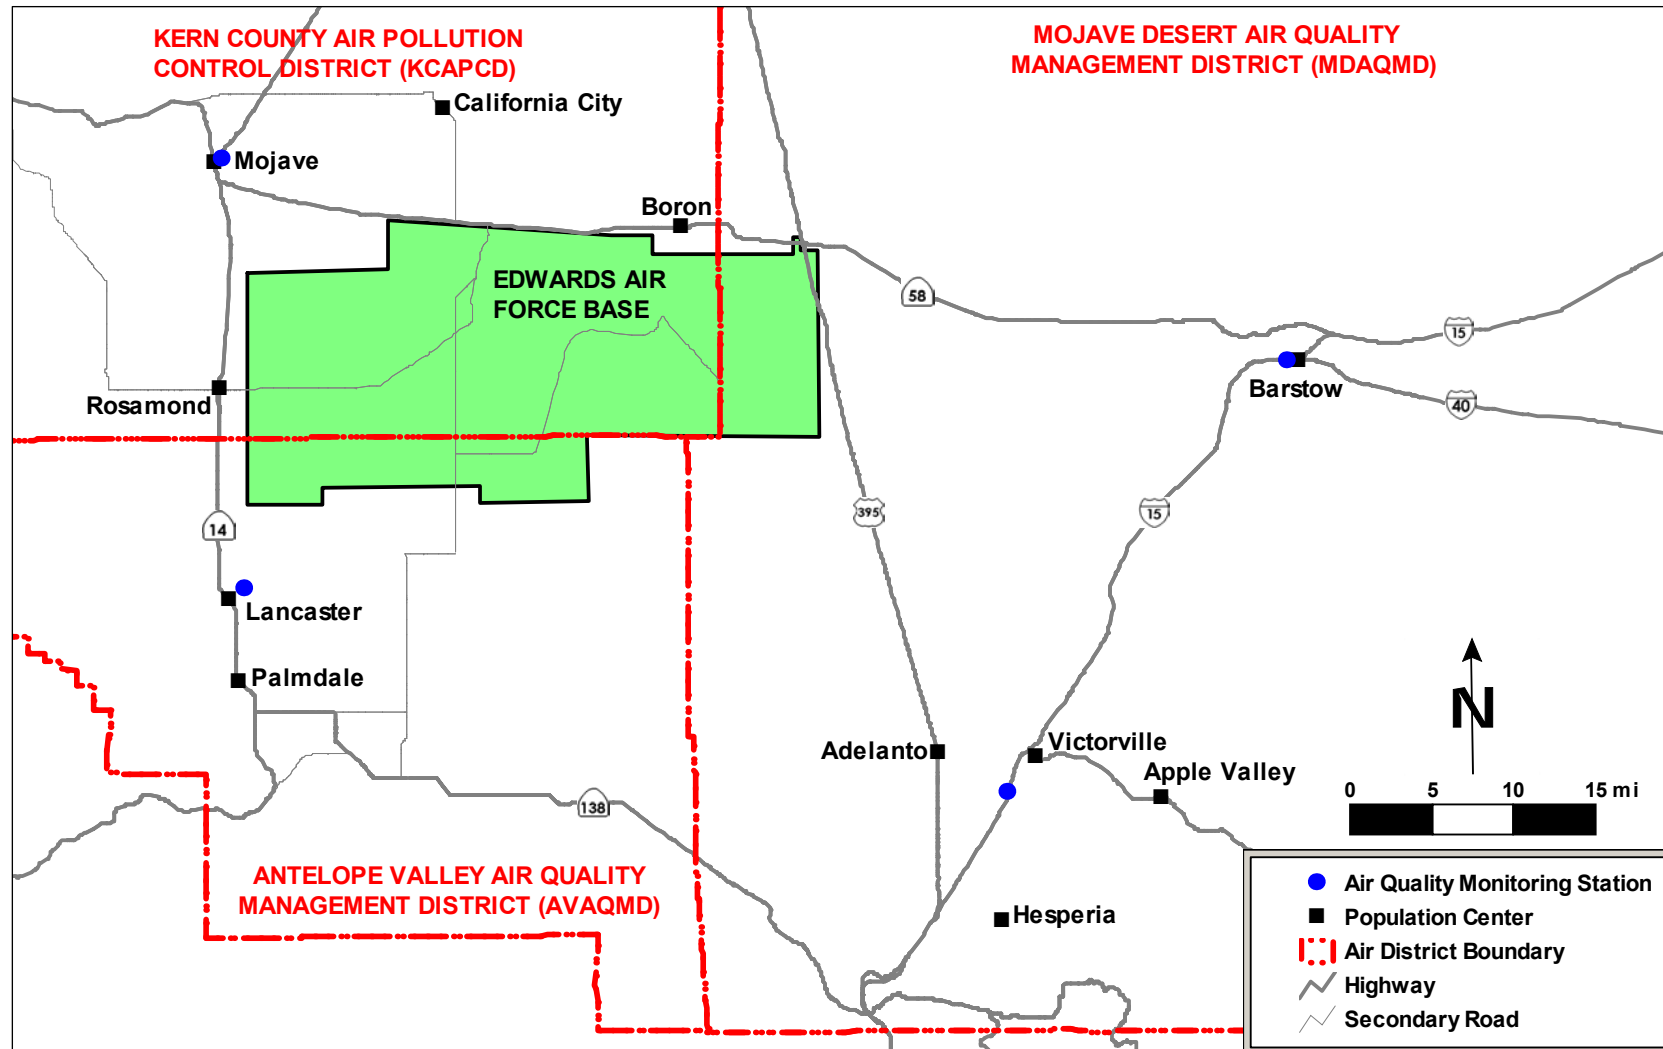 KERN COUNTY AIR POLLUTION
CONTROL DISTRICT (KCAPCD)
MOJAVE DESERT AIR QUALITY
MANAGEMENT DISTRICT (MDAQMD)
California City
Mojave
Boron
EDWARDS AIR
FORCE BASE
58
15
Barstow
40
Rosamond
14
395
15
Lancaster
Palmdale
N
Adelanto
Victorville
Apple Valley
138
0 5 10 15 mi
ANTELOPE VALLEY AIR QUALITY
MANAGEMENT DISTRICT (AVAQMD)
Hesperia
Air Quality Monitoring Station
Population Center
Air District Boundary
Highway
Secondary Road